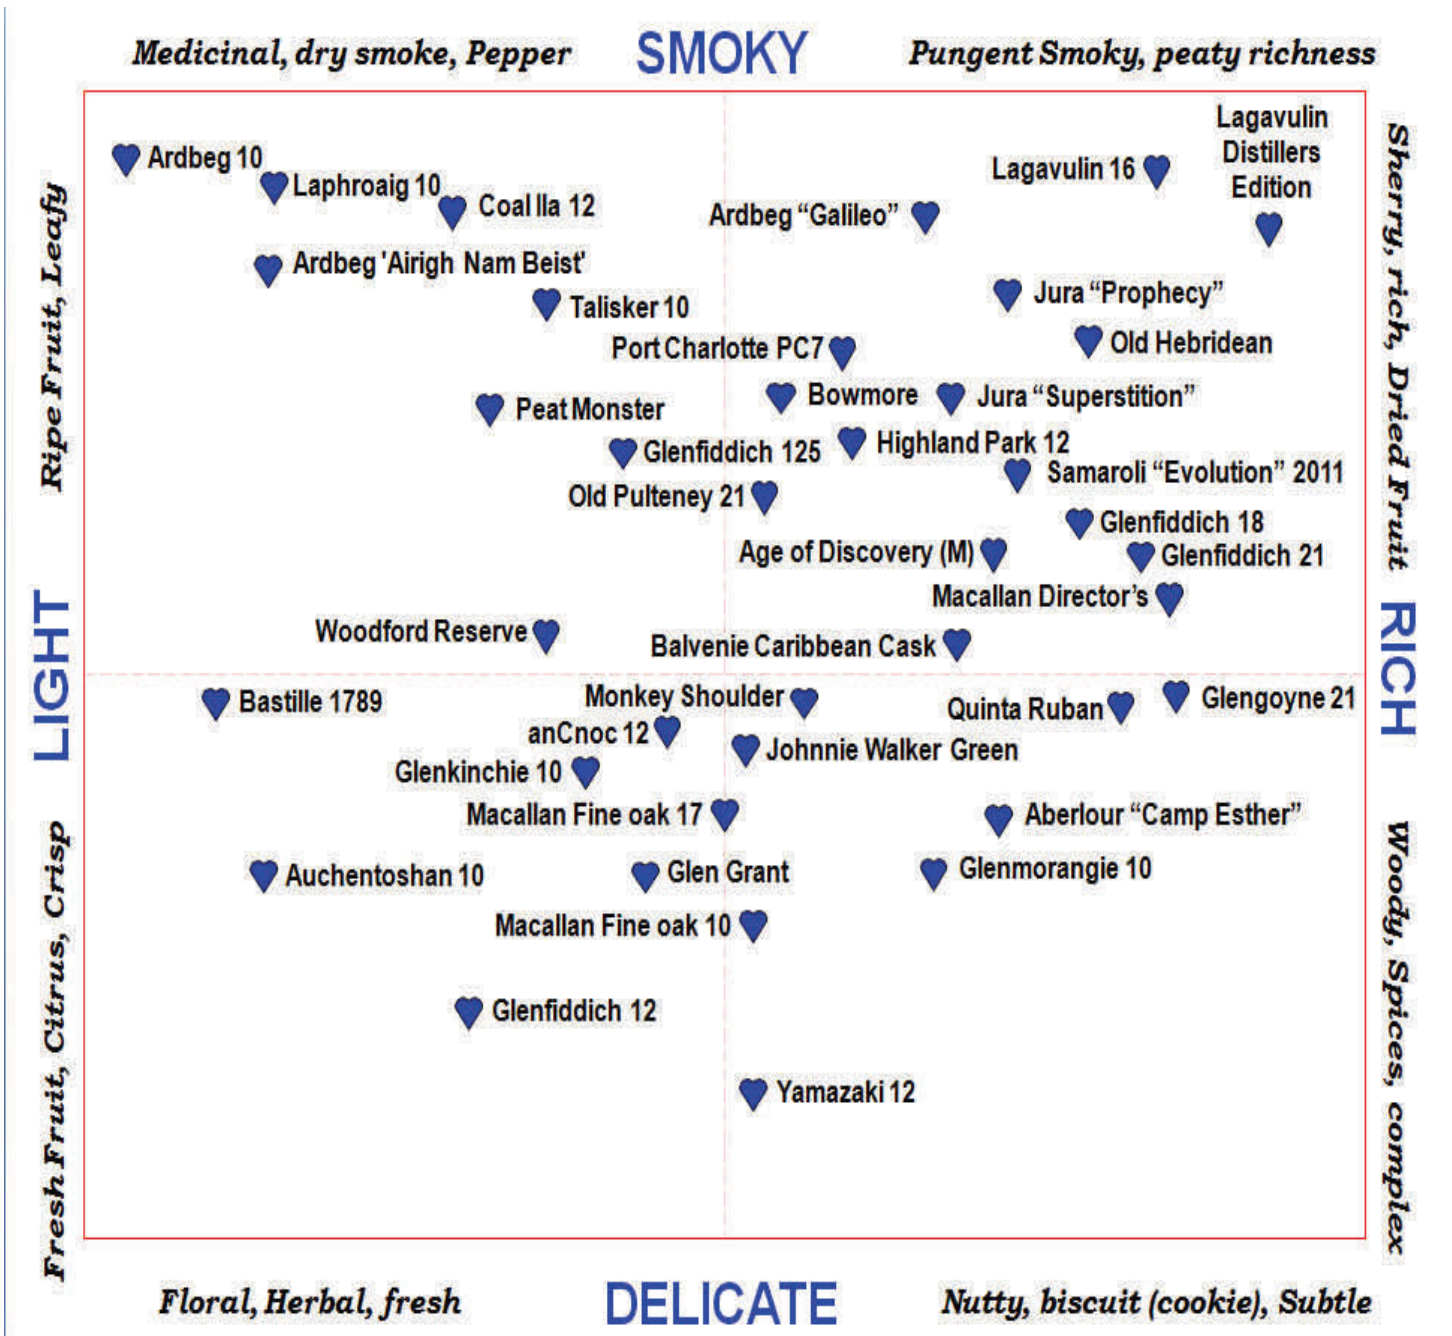 Medicinal, dry smoke, Pepper
SMOKY
Pungent Smoky, peaty richness
Ripe Fruit, Leafy
LIGHT
Fresh Fruit, Citrus, Crisp
Ardbeg 10
Laphroaig 10
Coal Ila 12
Ardbeg 'Airigh Nam Beist'
Talisker 10
Peat Monster
Glenfiddich 125
Old Pulteney 21
Woodford Reserve
Lagavulin
Distillers
Edition
Lagavulin 16
Ardbeg “Galileo”
Jura “Prophecy”
Old Hebridean
Port Charlotte PC7
Bowmore
Jura “Superstition”
Highland Park 12
Samaroli “Evolution” 2011
Glenfiddich 18
Age of Discovery (M)
Glenfiddich 21
Macallan Director’s
Balvenie Caribbean Cask
Bastille 1789
Monkey Shoulder
anCnoc 12
Glenkinchie 10
Macallan Fine oak 17
Auchentoshan 10
Glen Grant
Macallan Fine oak 10
Glenfiddich 12
Quinta Ruban
Glengoyne 21
Johnnie Walker Green
Aberlour “Camp Esther”
Glenmorangie 10
Yamazaki 12
Sherry, rich, Dried Fruit
RICH
Woody, Spices, complex
Floral, Herbal, fresh
DELICATE
Nutty, biscuit (cookie), Subtle